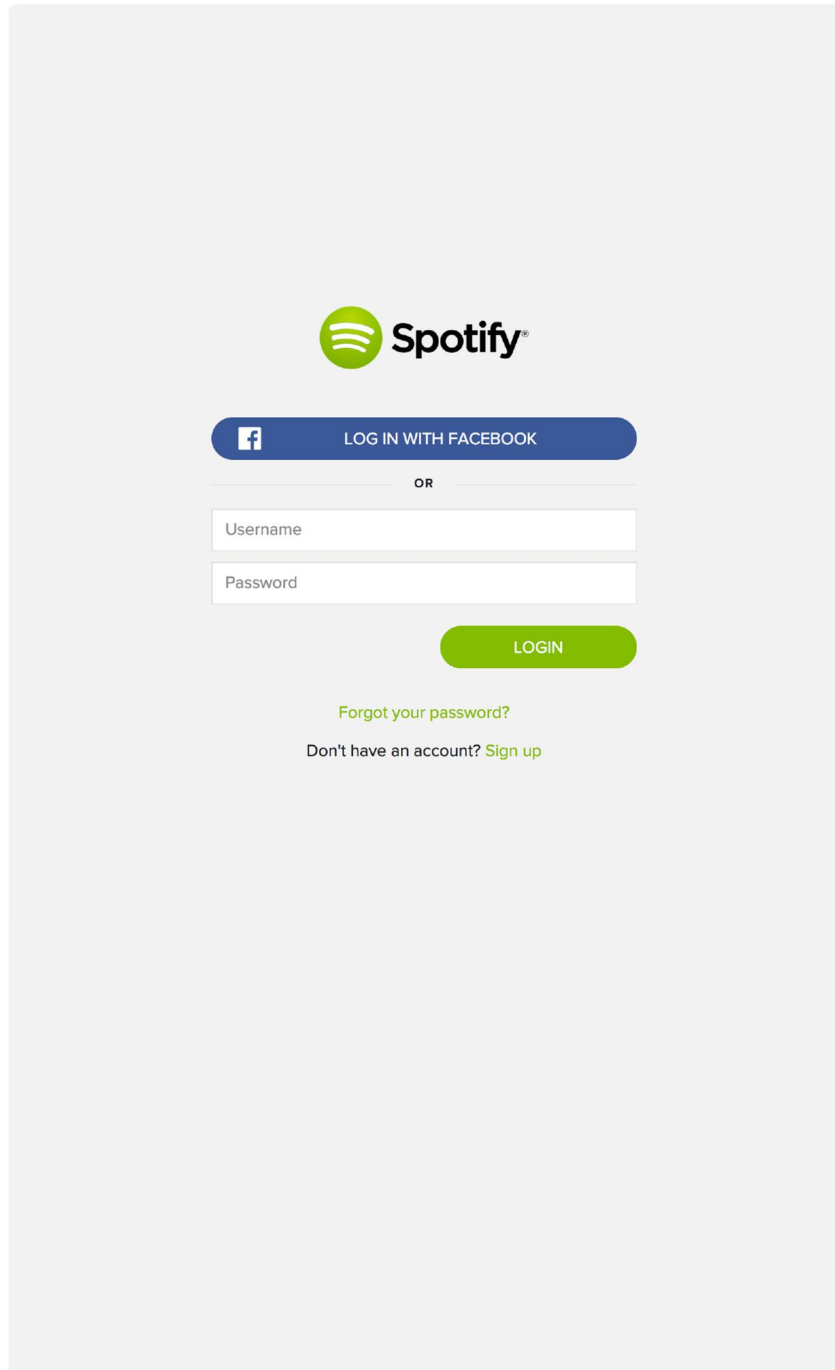 Spotify®
LOG IN WITH FACEBOOK
OR
Username
Password
LOGIN
Forgot your password?
Don't have an account? Sign up